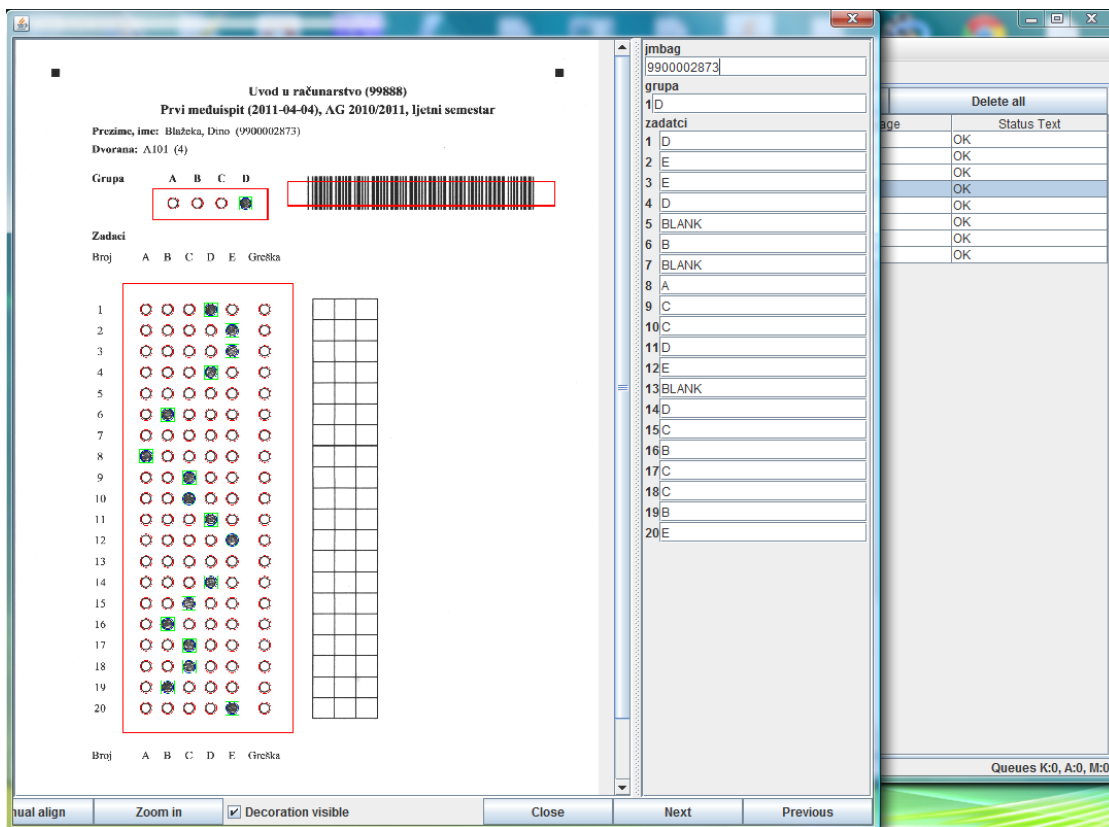 Uvod u računarstvo (99888)
Prvi međuispit (2011-04-04), AG 2010/2011, ljetni semestar
Prezime, ime: Blažeka, Dino (9900002873)
Dvorana: A101 (4)
Grupa A B C D
Zadaci
Broj A B C D E Greška
1
2
3
4
5
6
7
8
9
10
11
12
13
14
15
16
17
18
19
20
Broj A B C D E Greška
nual align Zoom in Decoration visible Close Next Previous
jmbag
9900002873
grupa
1 D
zadatci
1 D
2 E
3 E
4 D
5 BLANK
6 B
7 BLANK
8 A
9 C
10 C
11 D
12 E
13 BLANK
14 D
15 C
16 B
17 C
18 C
19 B
20 E
Delete all
age Status Text
OK
OK
OK
OK
OK
OK
OK
OK
Queues K:0, A:0, M:0